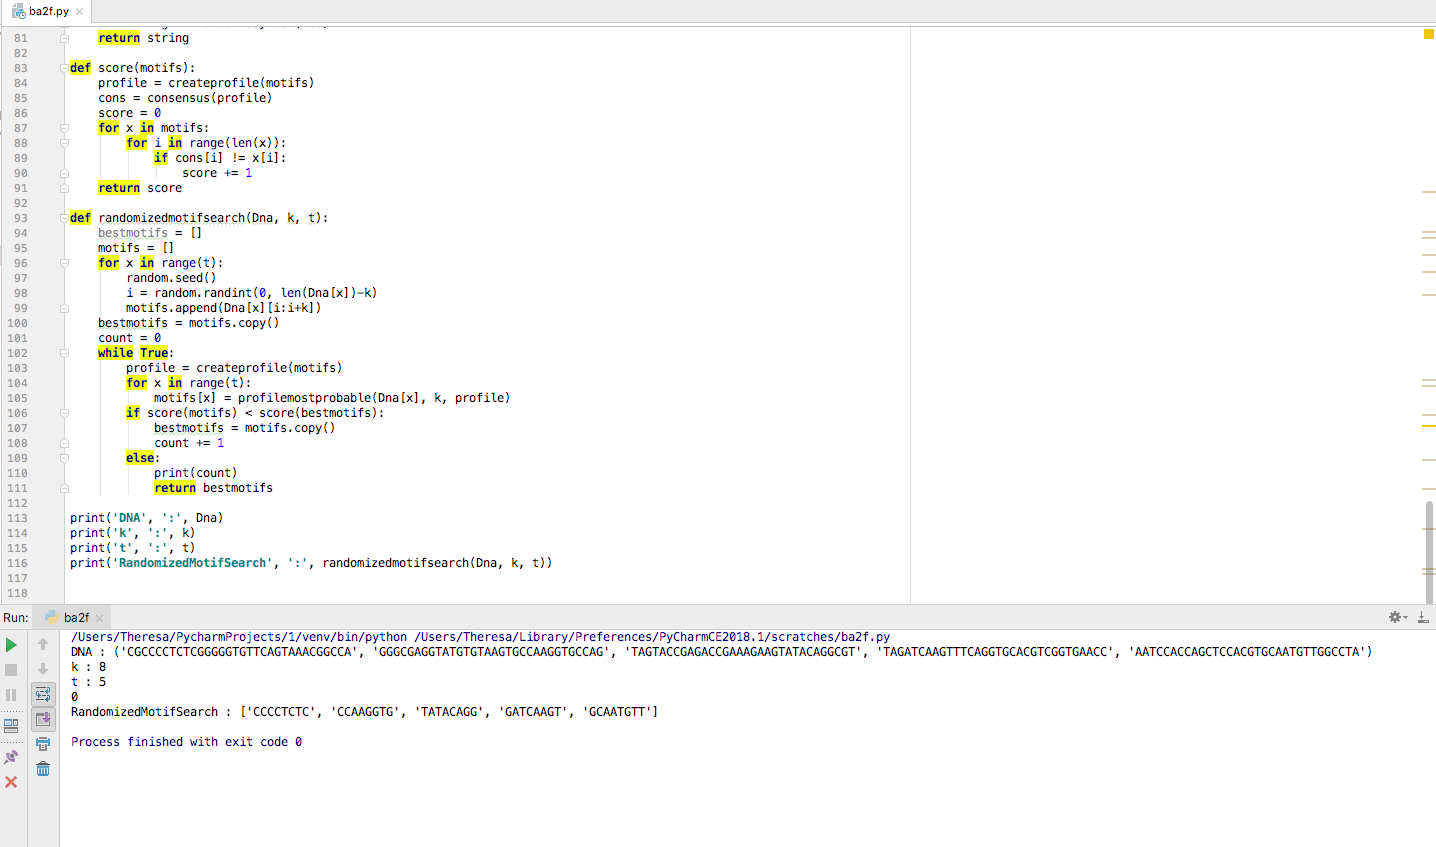 ba2f.py
81 return string
82
83 def score(motifs):
84 profile = createprofile(motifs)
85 cons = consensus(profile)
86 score = 0
87 for x in motifs:
88 for i in range(len(x)):
89 if cons[i] != x[i]:
90 score += 1
91 return score
92
93 def randomizedmotifsearch(Dna, k, t):
94 bestmotifs = []
95 motifs = []
96 for x in range(t):
97 random.seed()
98 i = random.randint(0, len(Dna[x])-k)
99 motifs.append(Dna[x][i:i+k])
100 bestmotifs = motifs.copy()
101 count = 0
102 while True:
103 profile = createprofile(motifs)
104 for x in range(t):
105 motifs[x] = profilemostprobable(Dna[x], k, profile)
106 if score(motifs) < score(bestmotifs):
107 bestmotifs = motifs.copy()
108 count += 1
109 else:
110 print(count)
111 return bestmotifs
112
113 print('DNA', ':', Dna)
114 print('k', ':', k)
115 print('t', ':', t)
116 print('RandomizedMotifSearch', ':', randomizedmotifsearch(Dna, k, t))
117
118
Run: ba2f
/Users/Theresa/PycharmProjects/1/venv/bin/python /Users/Theresa/Library/Preferences/PyCharmCE2018.1/scratches/ba2f.py
DNA : ('CGCCCCTCTCGGGGGTGTTCAGTAAACGGCCA', 'GGGCGAGGTATGTGTAAGTGCCAAGGTGCCAG', 'TAGTACCGAGACCGAAAGAAGTATACAGGCGT', 'TAGATCAAGTTTCAGGTGCACGTCGGTGAACC', 'AATCCACCAGCTCCACGTGCAATGTTGGCCTA')
k : 8
t : 5
0
RandomizedMotifSearch : ['CCCCTCTC', 'CCAAGGTG', 'TATACAGG', 'GATCAAGT', 'GCAATGTT']
Process finished with exit code 0